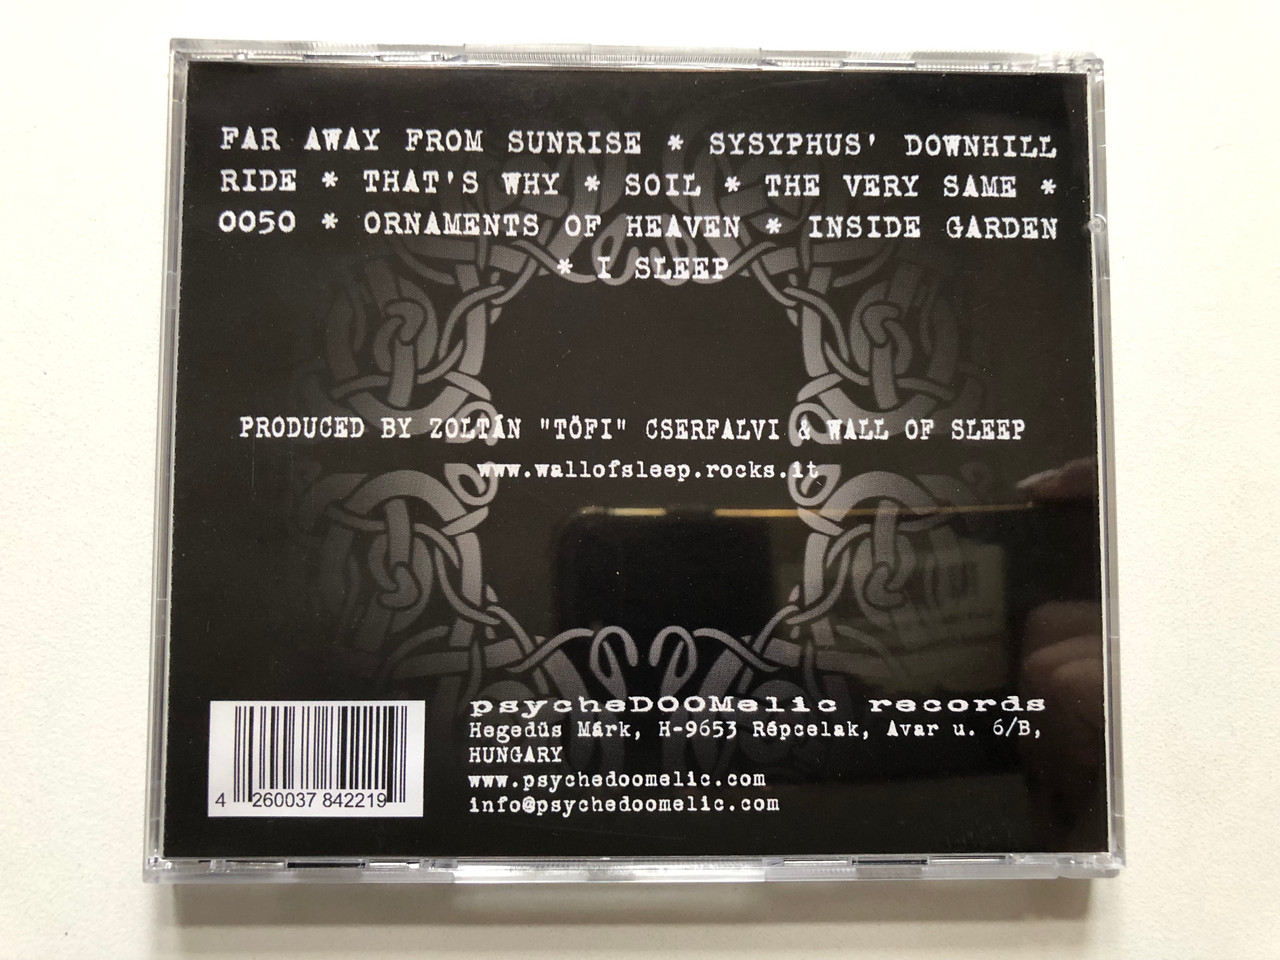 FAR AWAY FROM SUNRISE * SYSYPHUS' DOWNHILL
RIDE * THAT'S WHY * SOIL * THE VERY SAME *
0050 * ORNAMENTS OF HEAVEN * INSIDE GARDEN
* I SLEEP
PRODUCED BY ZOLTÁN "TÖFI" CSERFALVI & WALL OF SLEEP
www.wallofsleep.rocks.it
psycheDOOMelic records
Hegedüs Márk, H-9653 Répcelak, Avar u. 6/B,
HUNGARY
www.psychedoomelic.com
info@psychedoomelic.com
4 260037 842219